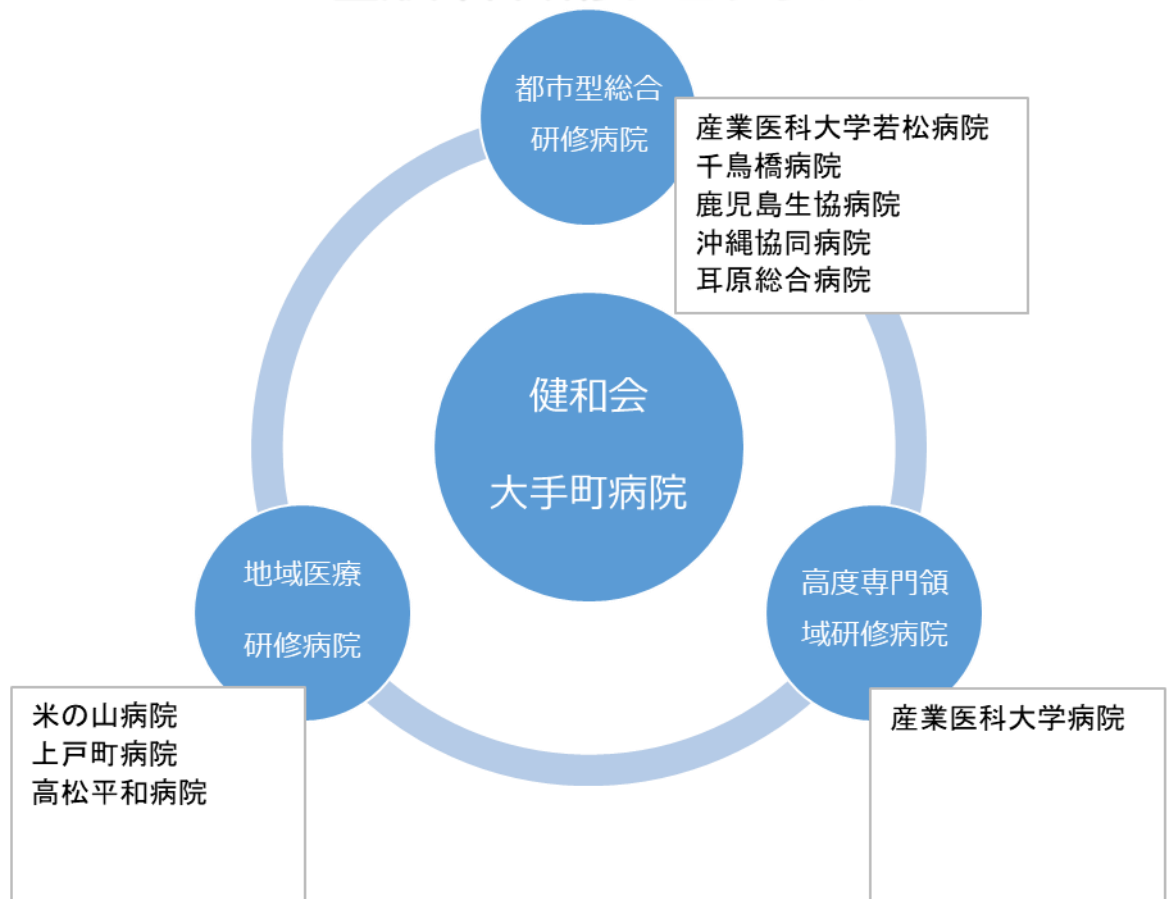 都市型総合
研修病院
産業医科大学若松病院
千鳥橋病院
鹿児島生協病院
沖縄協同病院
耳原総合病院
健和会
大手町病院
地域医療
研修病院
米の山病院
上戸町病院
高松平和病院
高度専門領
域研修病院
産業医科大学病院